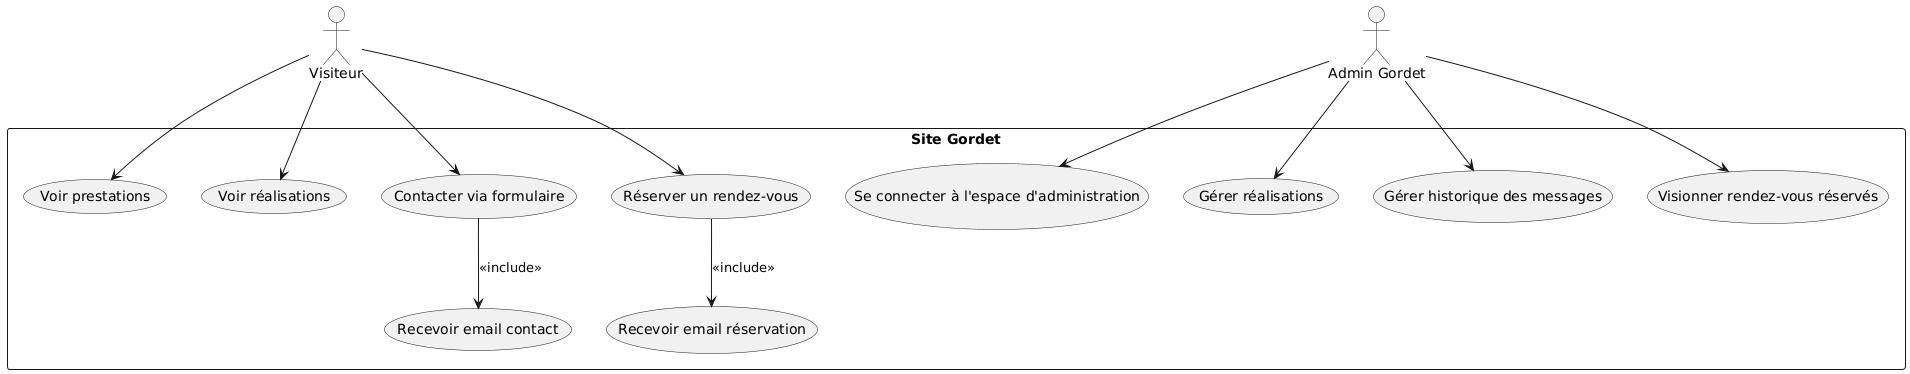 Visiteur
Admin Gordet
Site Gordet
Voir prestations
Voir réalisations
Contacter via formulaire
Réserver un rendez-vous
Se connecter à l'espace d'administration
Gérer réalisations
Gérer historique des messages
Visionner rendez-vous réservés
«include»
«include»
Recevoir email contact
Recevoir email réservation